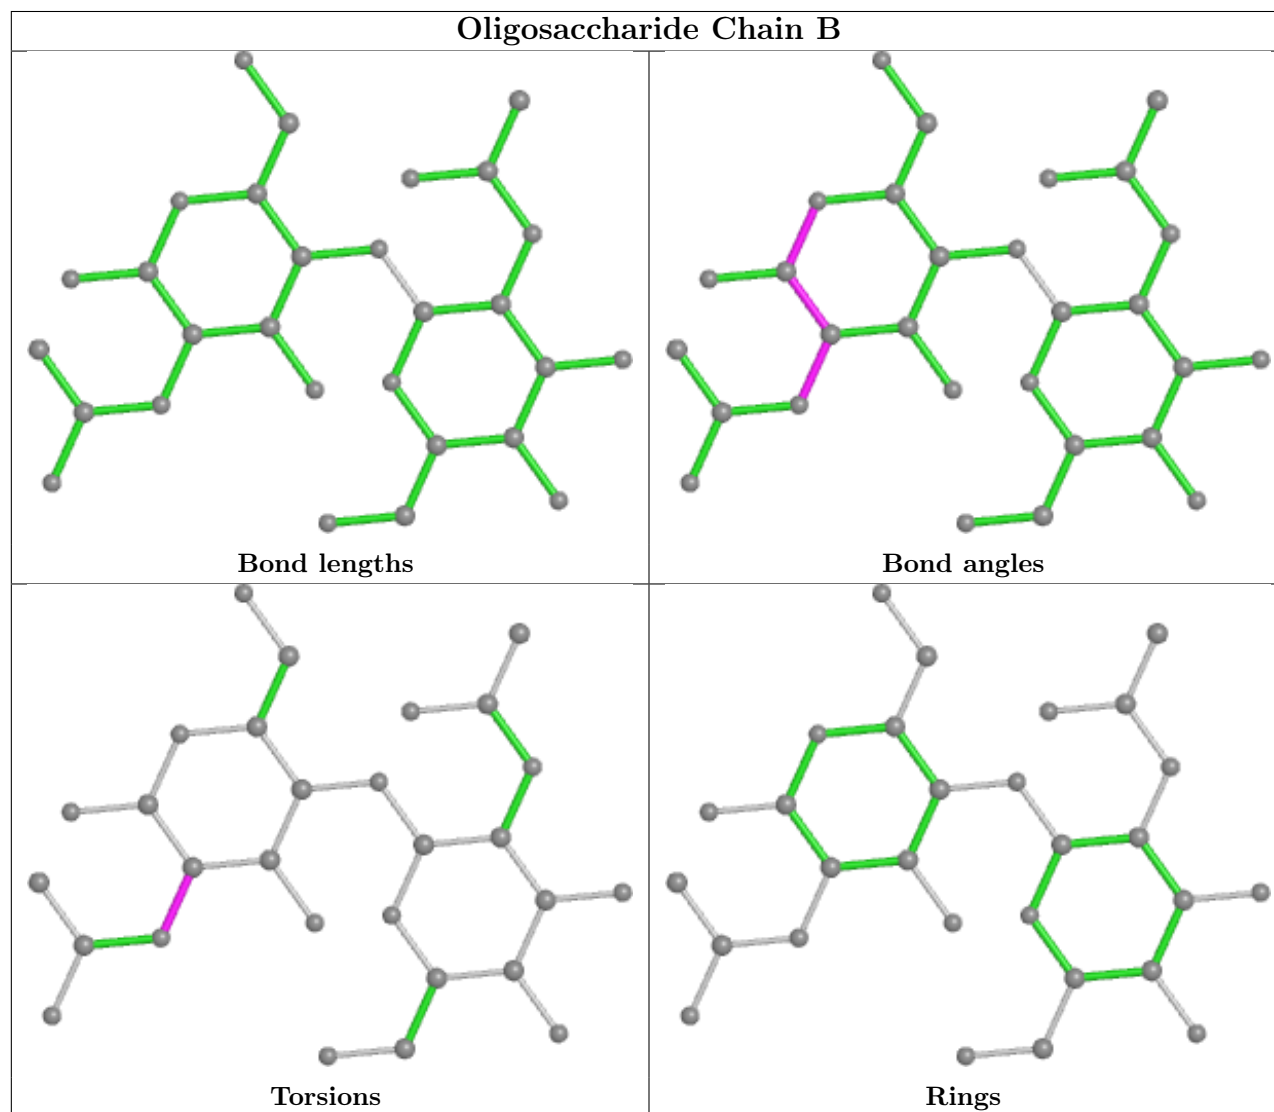 Oligosaccharide Chain B
Bond lengths
Bond angles
Torsions
Rings